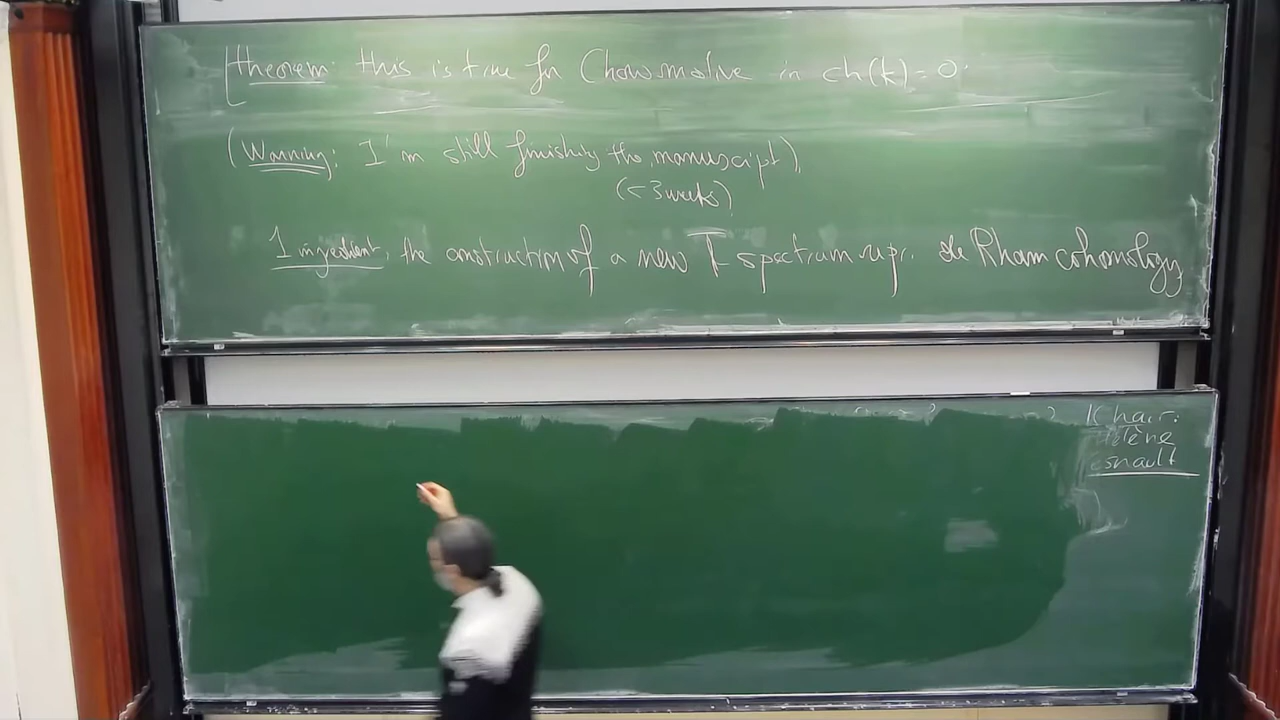 Theorem: this is true for Chow motive in ch(k)=0.
(Warning: I'm still finishing the manuscript)
(<3 weeks)
1 ingredient: the construction of a new T spectrum repr. de Rham cohomology
Chair:
Hélène
Esnault